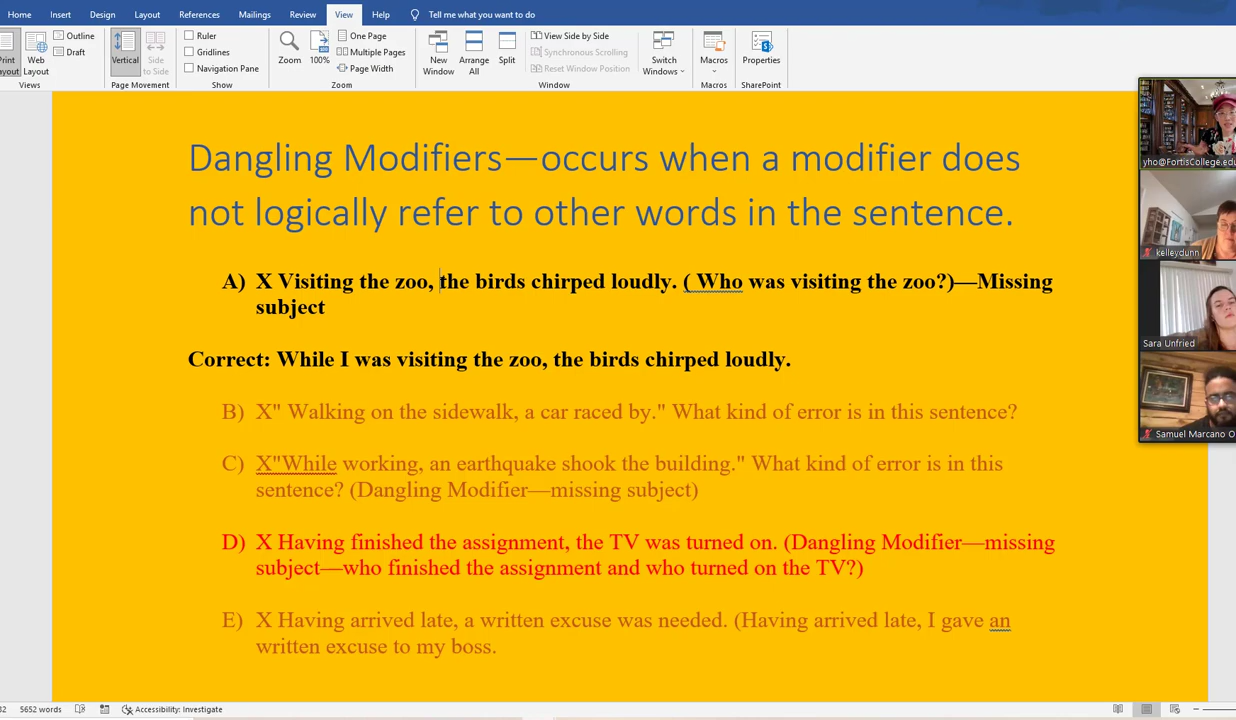 Home Insert Design Layout References Mailings Review View Help Tell me what you want to do
Outline Ruler One Page View Side by Side
Draft Gridlines Multiple Pages Synchronous Scrolling
Web Layout Vertical Side to Side Navigation Pane Zoom 100% Page Width New Window Arrange All Split Reset Window Position Switch Windows Macros Properties
Views Page Movement Show Zoom Window Macros SharePoint
Dangling Modifiers—occurs when a modifier does
not logically refer to other words in the sentence.
A) X Visiting the zoo, the birds chirped loudly. ( Who was visiting the zoo?)—Missing
subject
Correct: While I was visiting the zoo, the birds chirped loudly.
B) X" Walking on the sidewalk, a car raced by." What kind of error is in this sentence?
C) X"While working, an earthquake shook the building." What kind of error is in this
sentence? (Dangling Modifier—missing subject)
D) X Having finished the assignment, the TV was turned on. (Dangling Modifier—missing
subject—who finished the assignment and who turned on the TV?)
E) X Having arrived late, a written excuse was needed. (Having arrived late, I gave an
written excuse to my boss.
yho@FortisCollege.edu
kelleydunn
Sara Unfried
Samuel Marcano O
5652 words Accessibility: Investigate